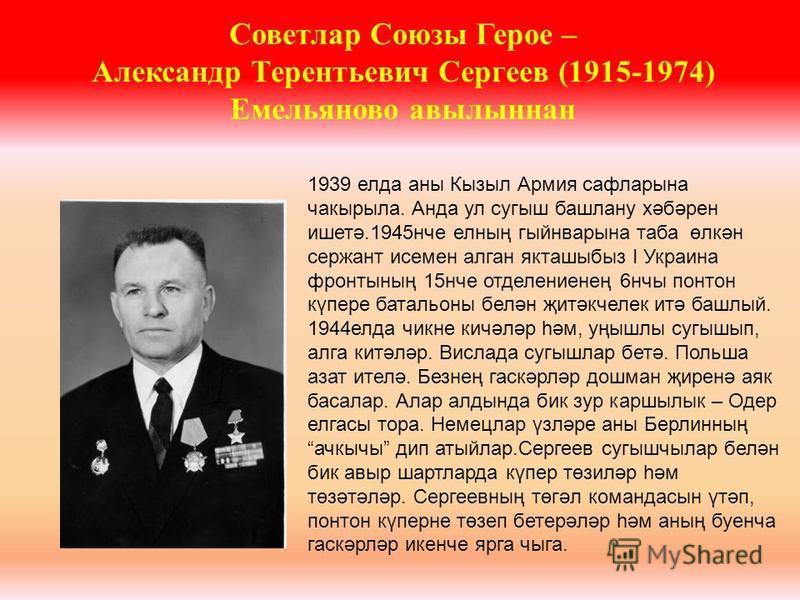 Советлар Союзы Герое –
Александр Терентьевич Сергеев (1915-1974)
Емельяново авылыннан
1939 елда аны Кызыл Армия сафларына
чакырыла. Анда ул сугыш башлану хәбәрен
ишетә.1945нче елның гыйнварына таба өлкән
сержант исемен алган якташыбыз I Украина
фронтының 15нче отделениенең 6нчы понтон
күпере батальоны белән җитәкчелек итә башлый.
1944елда чикне кичәләр һәм, уңышлы сугышып,
алга китәләр. Вислада сугышлар бетә. Польша
азат ителә. Безнең гаскәрләр дошман җиренә аяк
басалар. Алар алдында бик зур каршылык – Одер
елгасы тора. Немецлар үзләре аны Берлинның
“ачкычы” дип атыйлар.Сергеев сугышчылар белән
бик авыр шартларда күпер төзиләр һәм
төзәтәләр. Сергеевның төгәл командасын үтәп,
понтон күперне төзеп бетерәләр һәм аның буенча
гаскәрләр икенче ярга чыга.
MyShared